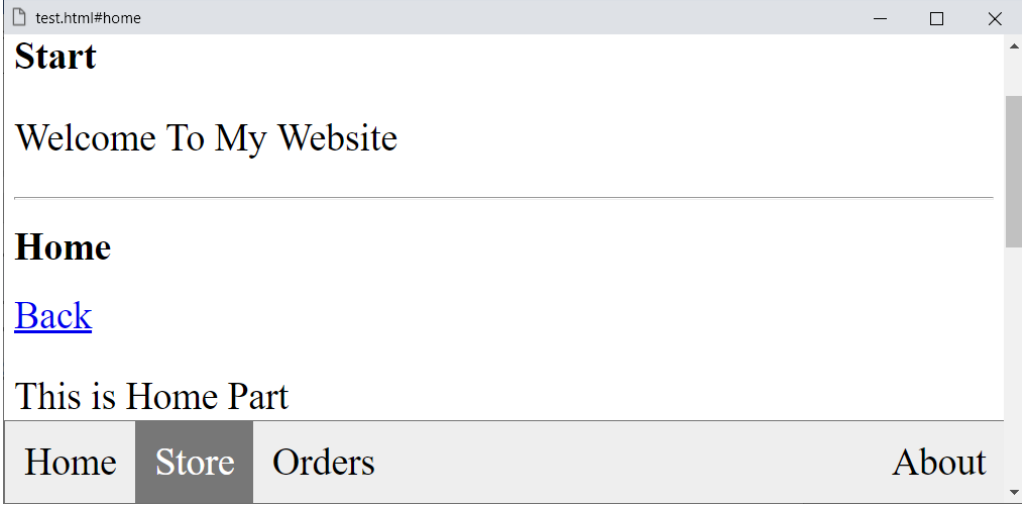 test.html#home
Start
Welcome To My Website
Home
Back
This is Home Part
Home Store Orders About